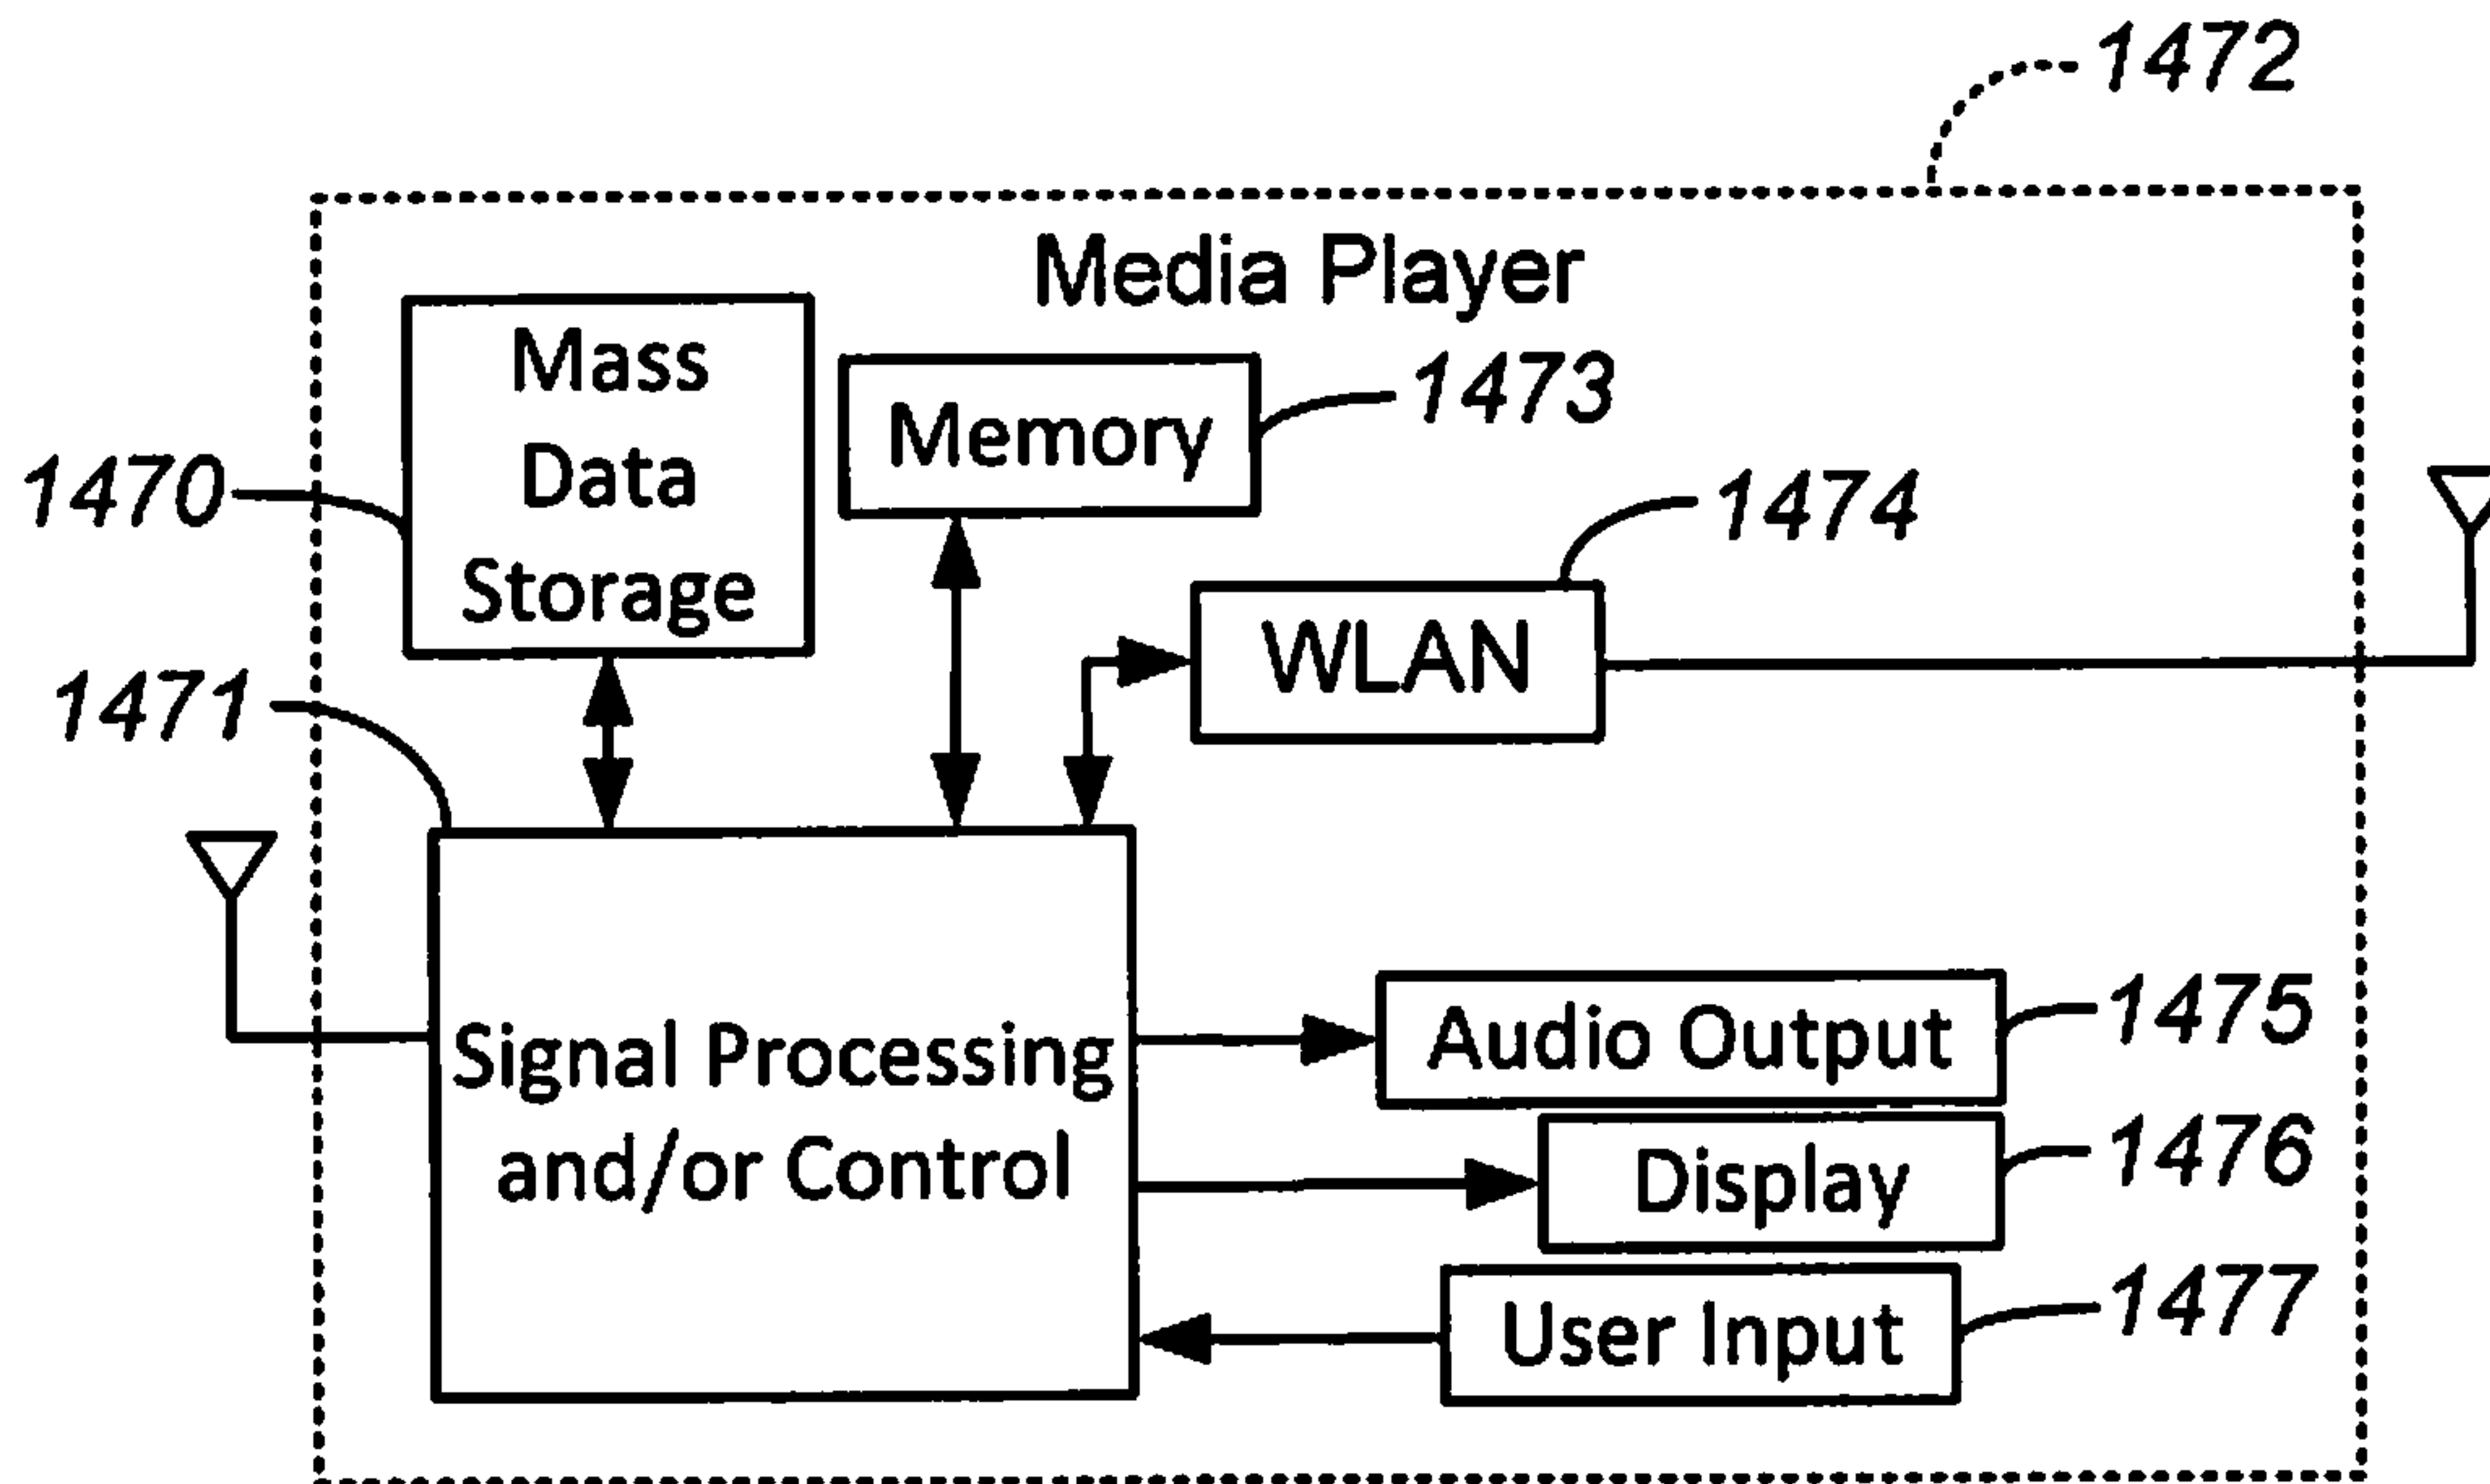 1472
Media Player
Mass
Data
Storage
Memory
1473
1470
1474
WLAN
1471
Signal Processing
and/or Control
Audio Output
1475
Display
1476
User Input
1477